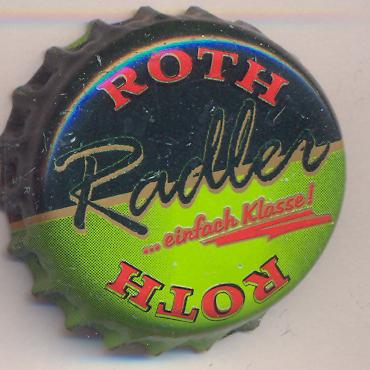 ROTH
Radler
...einfach Klasse!
ROTH